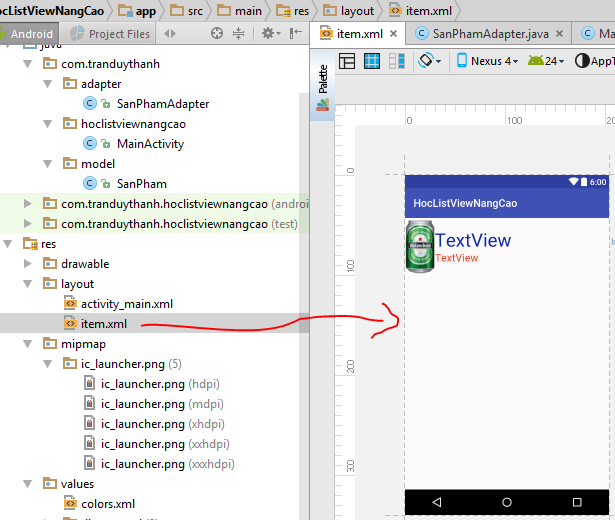 ocListViewNangCao app src main res layout item.xml
Android Project Files
item.xml SanPhamAdapter.java Ma
java
com.tranduythanh
adapter
SanPhamAdapter
hoclistviewnangcao
MainActivity
model
SanPham
com.tranduythanh.hoclistviewnangcao (androi
com.tranduythanh.hoclistviewnangcao (test)
res
drawable
layout
activity_main.xml
item.xml
mipmap
ic_launcher.png (5)
ic_launcher.png (hdpi)
ic_launcher.png (mdpi)
ic_launcher.png (xhdpi)
ic_launcher.png (xxhdpi)
ic_launcher.png (xxxhdpi)
values
colors.xml
Palette
Nexus 4 24 AppT
0 100 200
0
100
200
300
6:00
HocListViewNangCao
Heineken
TextView
TextView